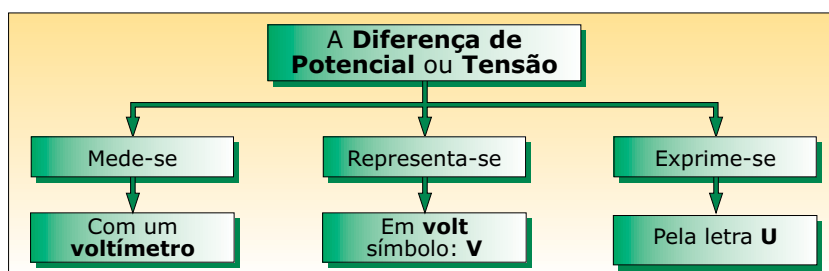 A Diferença de
Potencial ou Tensão
Mede-se
Representa-se
Exprime-se
Com um
voltímetro
Em volt
símbolo: V
Pela letra U